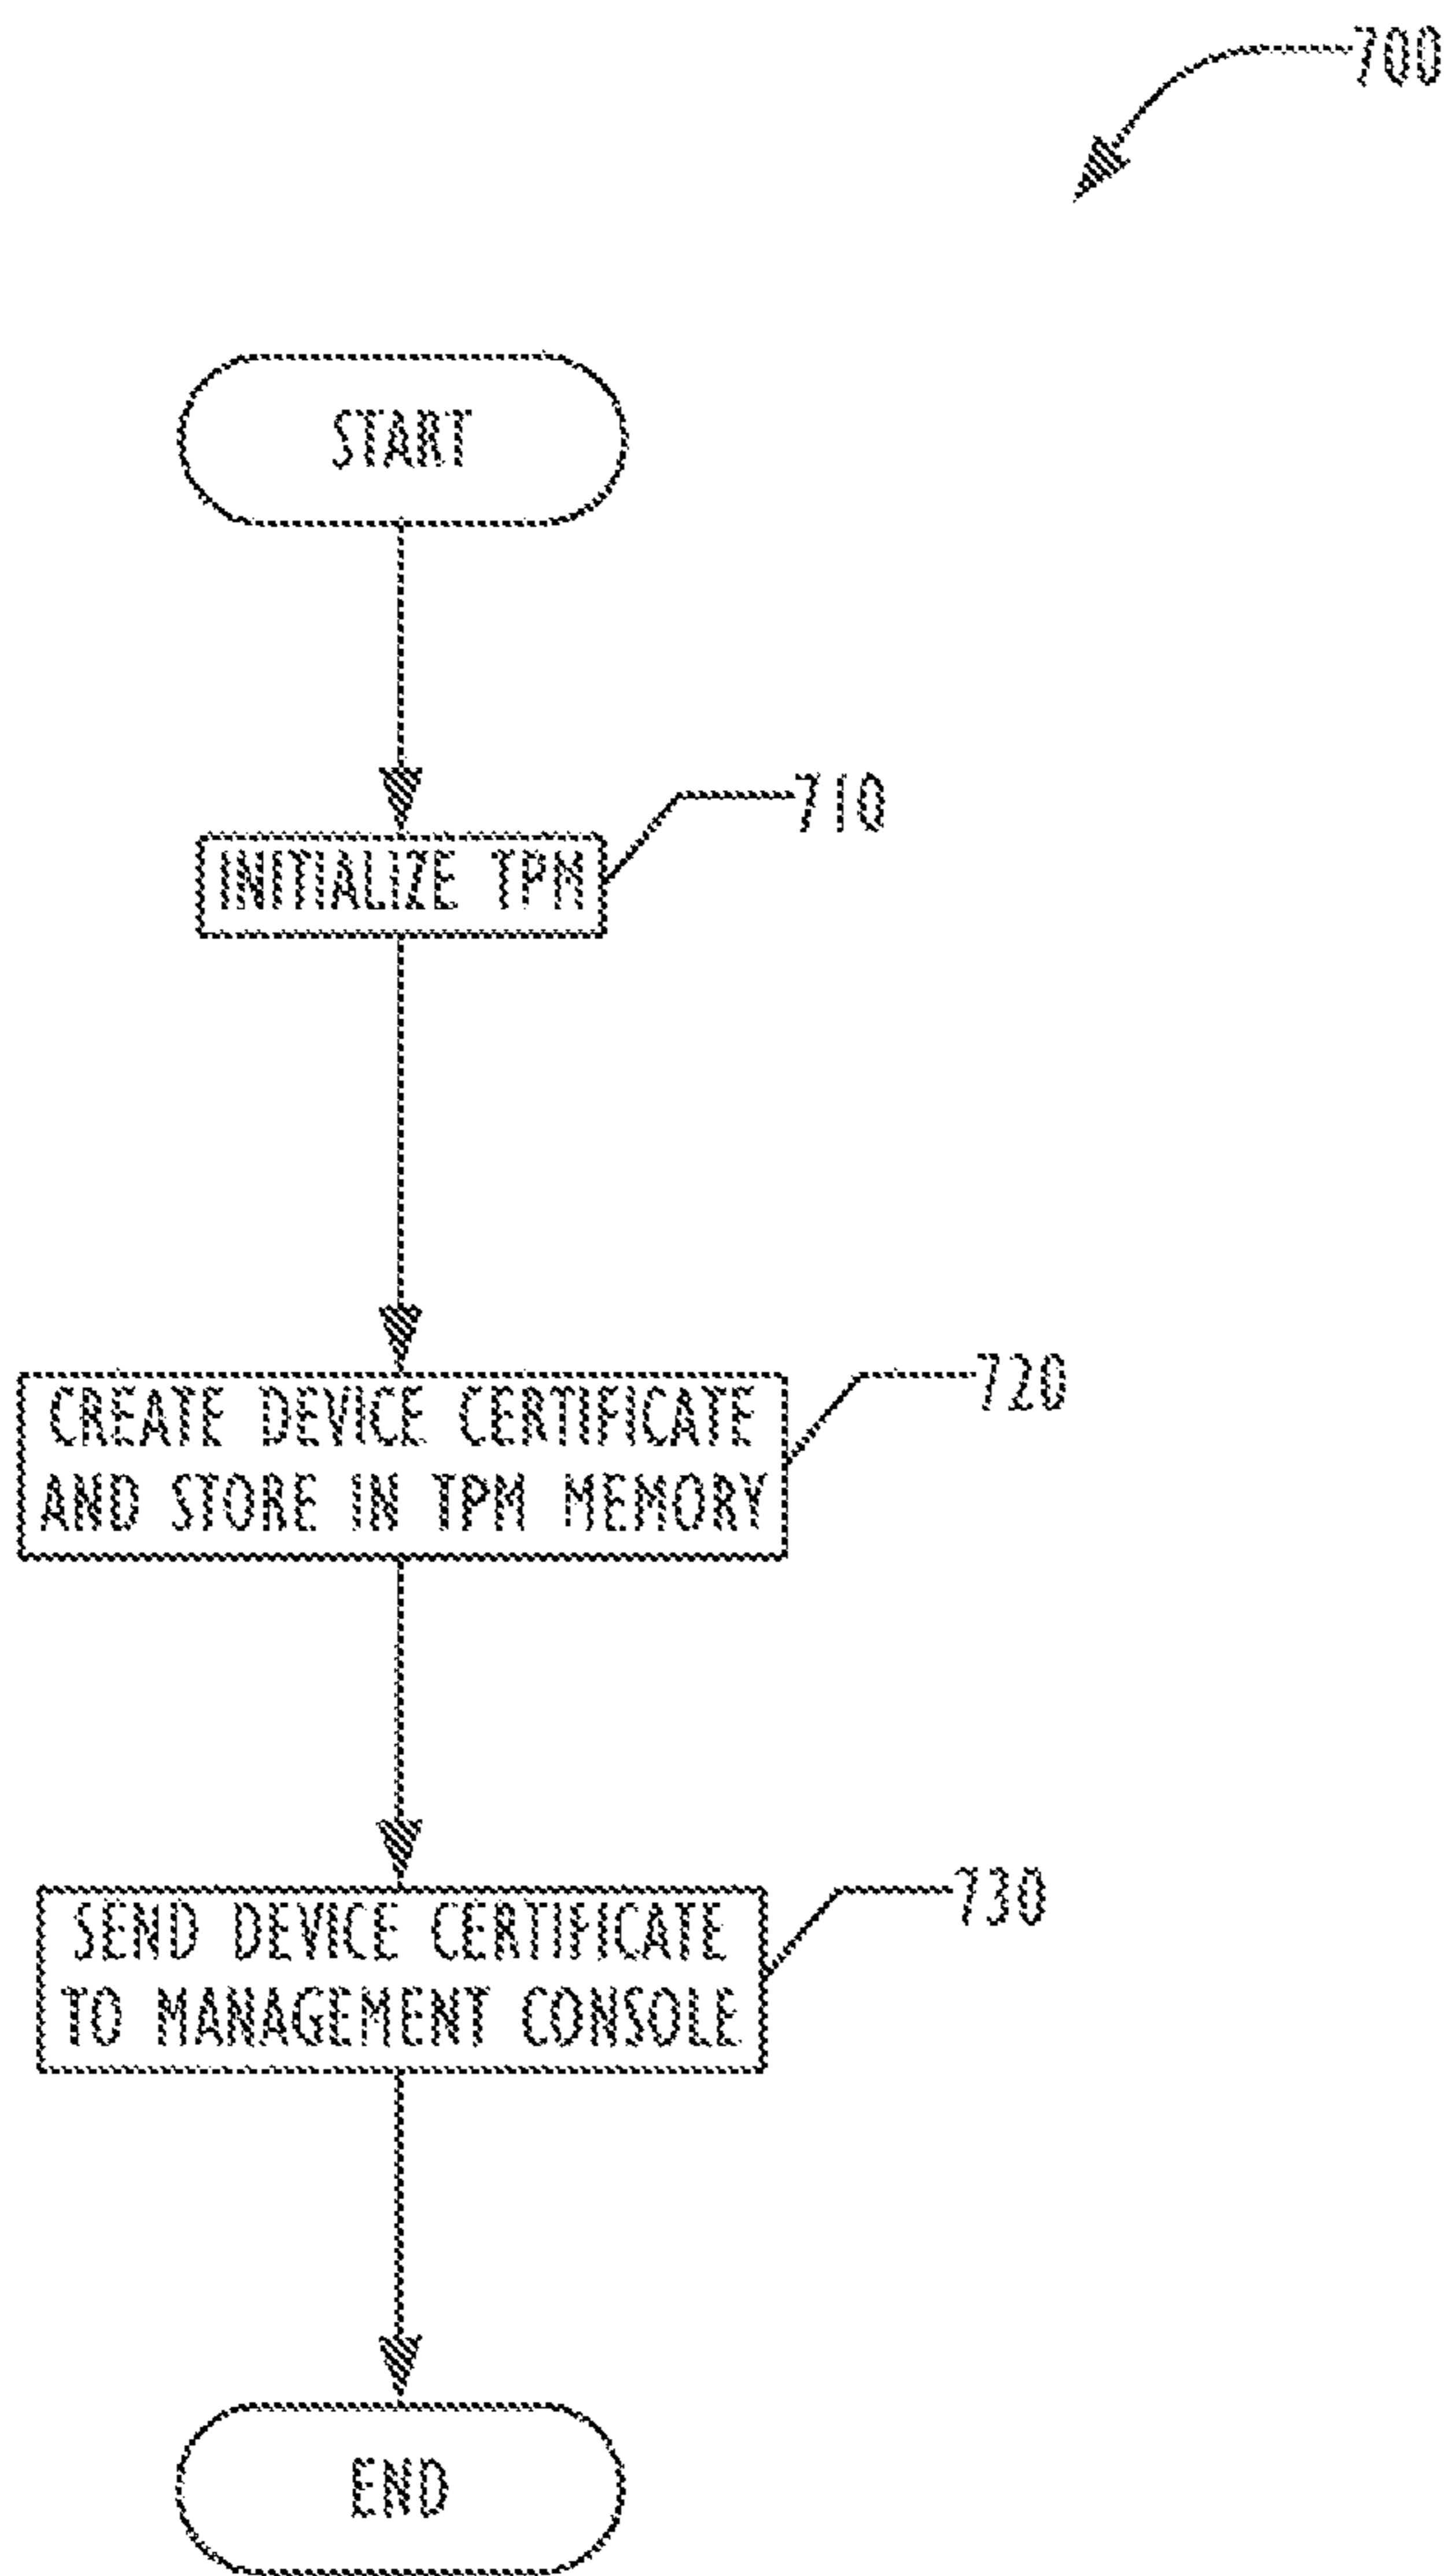 700
START
710
INITIALIZE TPM
720
CREATE DEVICE CERTIFICATE
AND STORE IN TPM MEMORY
730
SEND DEVICE CERTIFICATE
TO MANAGEMENT CONSOLE
END